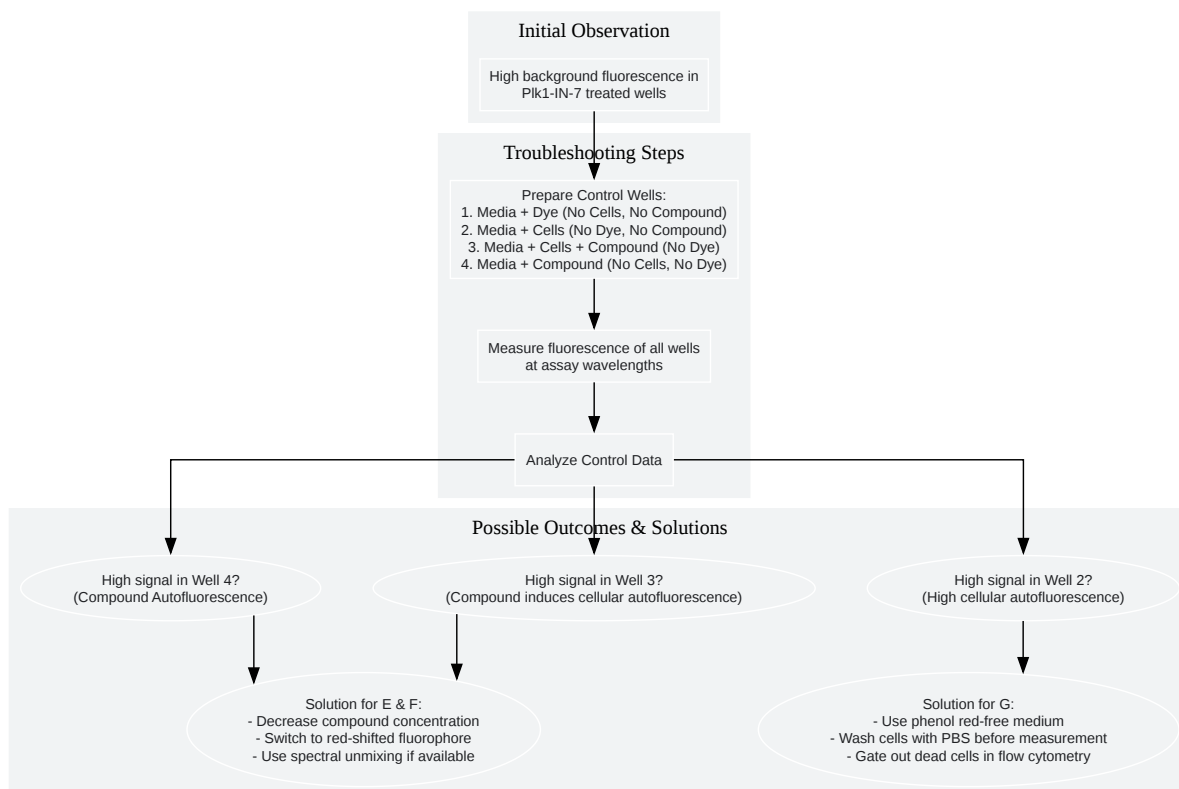 Initial Observation
High background fluorescence in
Plk1-IN-7 treated wells
Troubleshooting Steps
Prepare Control Wells:
1. Media + Dye (No Cells, No Compound)
2. Media + Cells (No Dye, No Compound)
3. Media + Cells + Compound (No Dye)
4. Media + Compound (No Cells, No Dye)
Measure fluorescence of all wells
at assay wavelengths
Analyze Control Data
Possible Outcomes & Solutions
High signal in Well 4?
(Compound Autofluorescence)
High signal in Well 3?
(Compound induces cellular autofluorescence)
High signal in Well 2?
(High cellular autofluorescence)
Solution for E & F:
- Decrease compound concentration
- Switch to red-shifted fluorophore
- Use spectral unmixing if available
Solution for G:
- Use phenol red-free medium
- Wash cells with PBS before measurement
- Gate out dead cells in flow cytometry